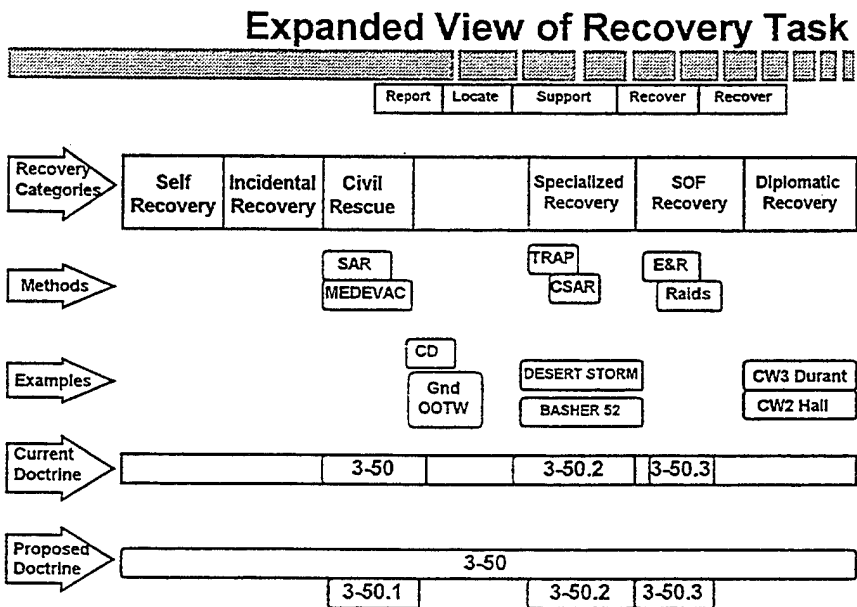 Expanded View of Recovery Task
Report Locate Support Recover Recover
Recovery Categories
Self Recovery
Incidental Recovery
Civil Rescue
Specialized Recovery
SOF Recovery
Diplomatic Recovery
Methods
SAR
MEDEVAC
TRAP
CSAR
E&R
Raids
Examples
CD
Gnd OOTW
DESERT STORM
BASHER 52
CW3 Durant
CW2 Hall
Current Doctrine
3-50
3-50.2
3-50.3
Proposed Doctrine
3-50
3-50.1
3-50.2
3-50.3